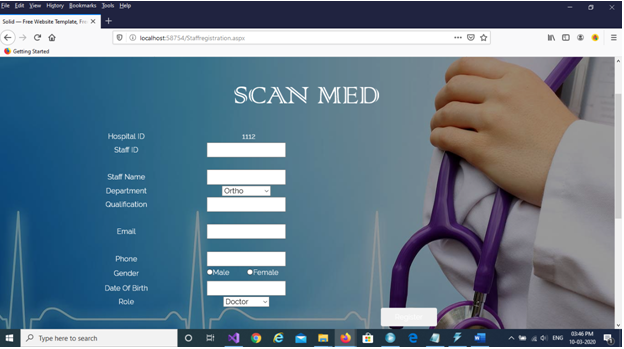 File Edit View History Bookmarks Tools Help
Solid — Free Website Template, Fre
localhost:58754/Staffregistration.aspx
Getting Started
SCAN MED
Hospital ID 1112
Staff ID
Staff Name
Department Ortho
Qualification
Email
Phone
Gender Male Female
Date Of Birth
Role Doctor
Type here to search
ENG
03:46 PM
10-03-2020